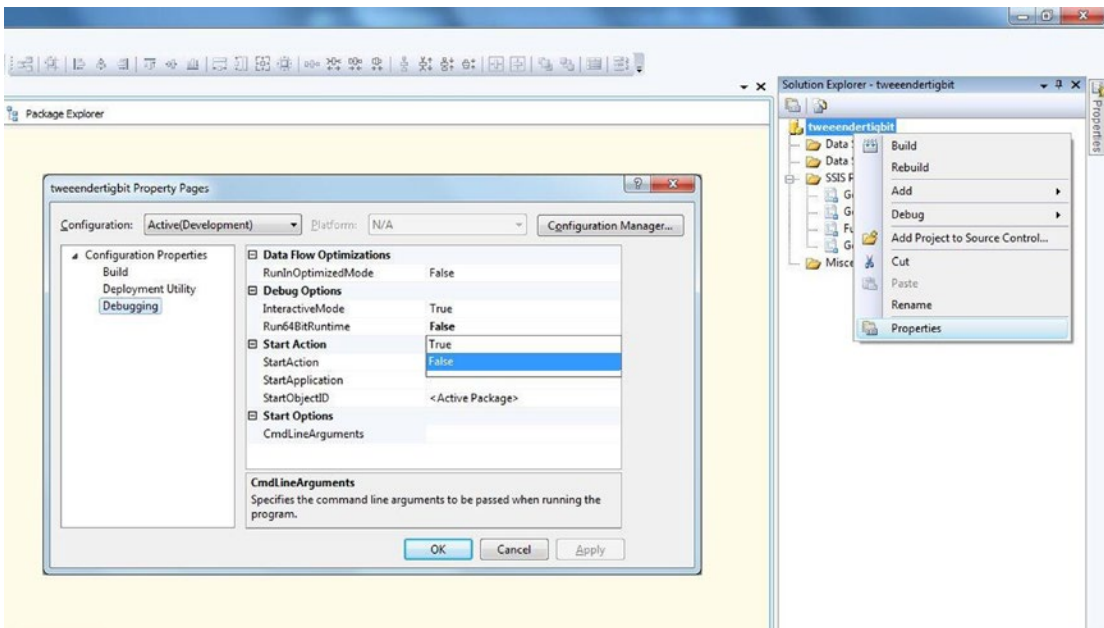 Solution Explorer - tweeendertigbit
Properties
Package Explorer
tweeendertigbit
Data
Data
SSIS P
G
G
Fu
G
Misce
Build
Rebuild
Add
Debug
Add Project to Source Control...
Cut
Paste
Rename
Properties
tweeendertigbit Property Pages
Configuration: Active(Development) Platform: N/A Configuration Manager...
Configuration Properties
Build
Deployment Utility
Debugging
Data Flow Optimizations
RunInOptimizedMode False
Debug Options
InteractiveMode True
Run64BitRuntime False
Start Action True
StartAction False
StartApplication
StartObjectID <Active Package>
Start Options
CmdLineArguments
CmdLineArguments
Specifies the command line arguments to be passed when running the
program.
OK Cancel Apply